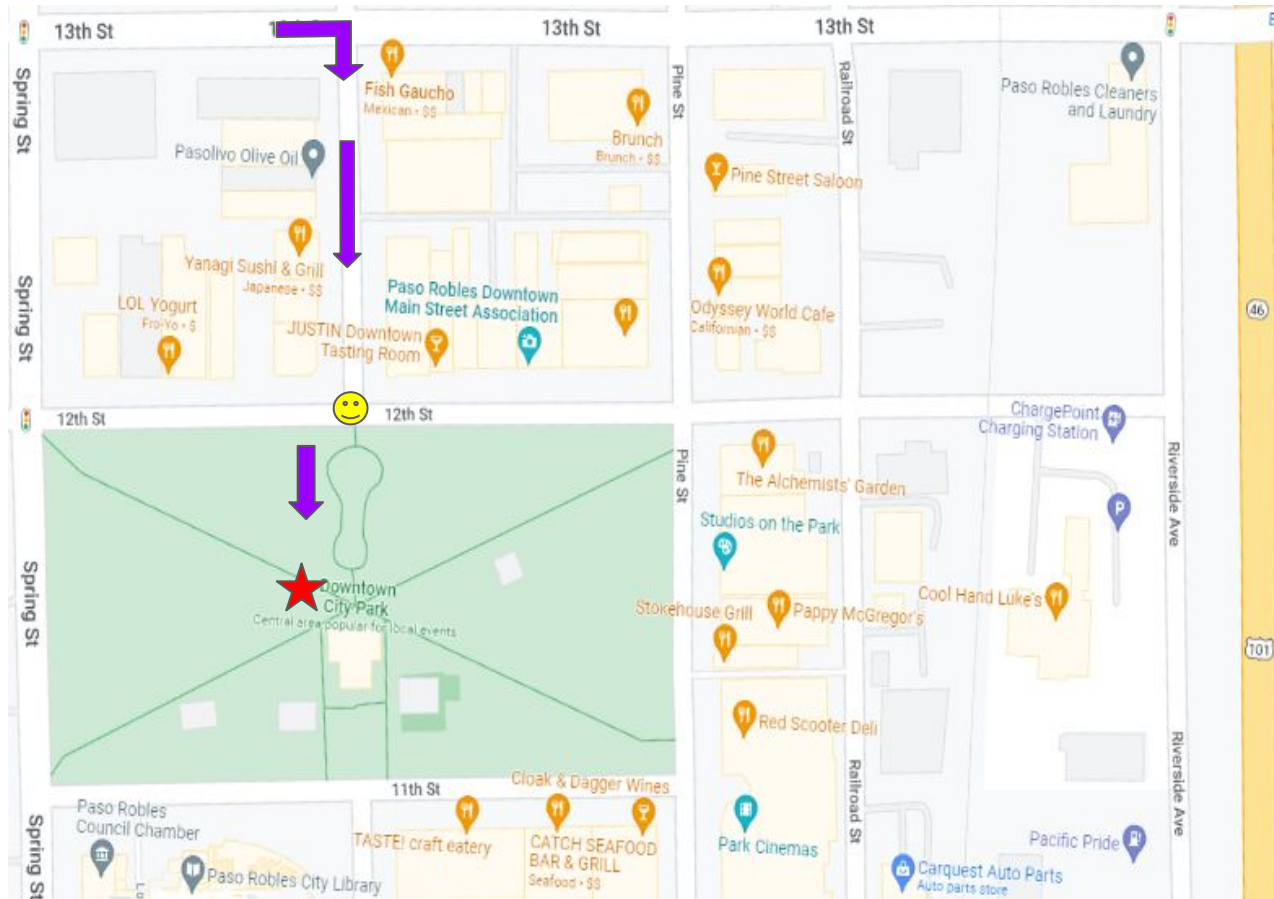 13th St
13th St
13th St
Spring St
Fish Gaucho
Mexican • $$
Pine St
Railroad St
Paso Robles Cleaners
and Laundry
Brunch
Brunch • $$
Pasolivo Olive Oil
Pine Street Saloon
Yanagi Sushi & Grill
Japanese • $$
Spring St
Paso Robles Downtown
Main Street Association
LOL Yogurt
Fro-Yo • $
JUSTIN Downtown
Tasting Room
Odyssey World Cafe
Californian • $$
46
12th St
12th St
ChargePoint
Charging Station
Pine St
The Alchemists' Garden
Riverside Ave
P
Studios on the Park
Spring St
Downtown
City Park
Central area popular for local events
Stokehouse Grill
Pappy McGregor's
Cool Hand Luke's
101
Red Scooter Deli
Railroad St
Riverside Ave
11th St
Cloak & Dagger Wines
Paso Robles
Council Chamber
Spring St
TASTE! craft eatery
CATCH SEAFOOD
BAR & GRILL
Seafood • $$
Park Cinemas
Pacific Pride
Paso Robles City Library
Carquest Auto Parts
Auto parts store